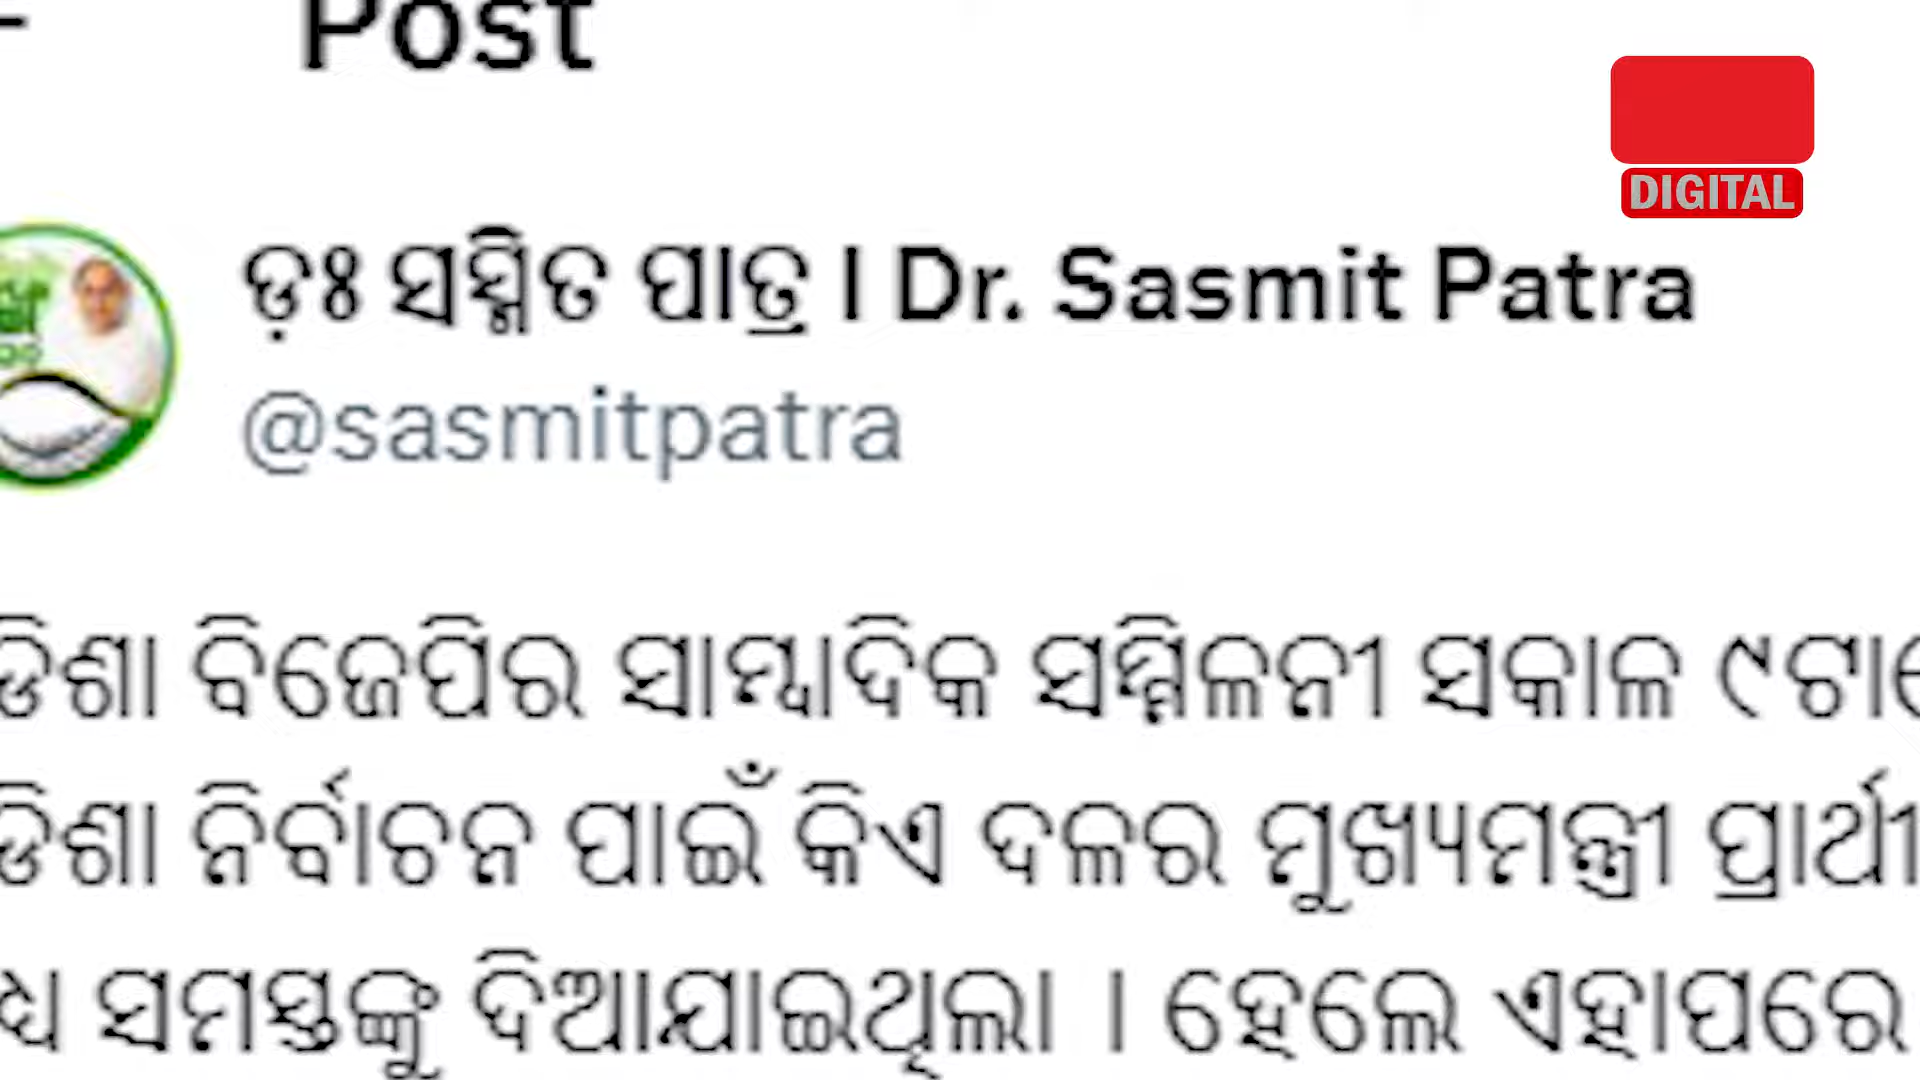 Post
DIGITAL
ଡ଼ଃ ସସ୍ମିତ ପାତ୍ର I Dr. Sasmit Patra
@sasmitpatra
ବିଜେପିର ସାମ୍ବାଦିକ ସମ୍ମିଳନୀ ସକାଳ
ନିର୍ବାଚନ ପାଇଁ କିଏ ଦଳର ମୁଖ୍ୟମନ୍ତ୍ରୀ ପ୍ରାର୍ଥୀ
ସମସ୍ତଙ୍କୁ ଦିଆଯାଇଥିଲା । ହେଲେ ଏହାପରେ